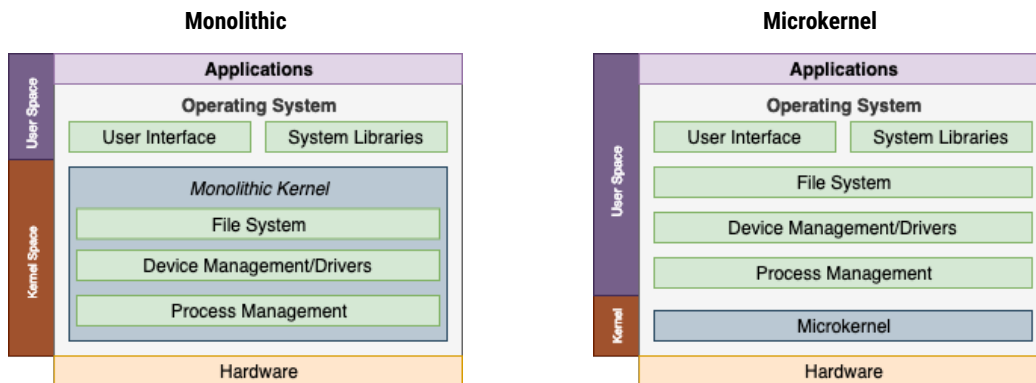 Monolithic
User Space
Kernel Space
Applications
Operating System
User Interface
System Libraries
Monolithic Kernel
File System
Device Management/Drivers
Process Management
Hardware
Microkernel
User Space
Kernel
Applications
Operating System
User Interface
System Libraries
File System
Device Management/Drivers
Process Management
Microkernel
Hardware